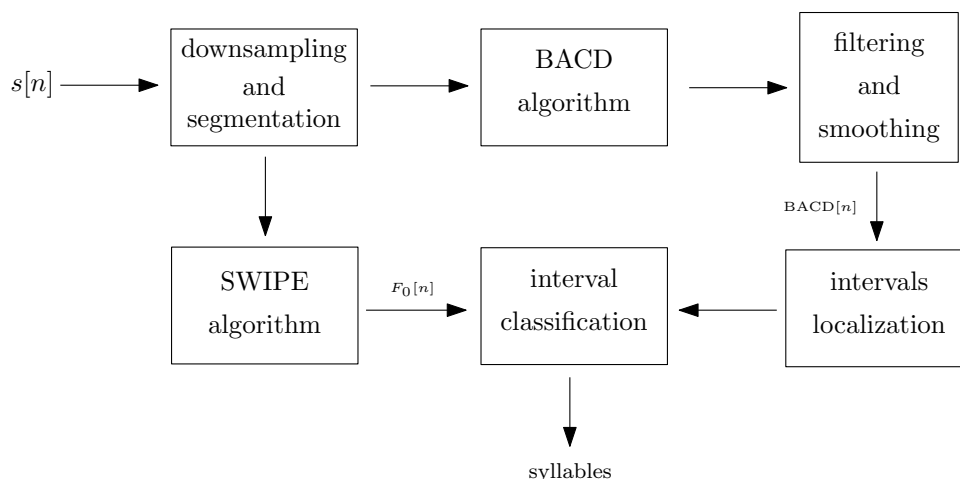 s[n]
downsampling
and
segmentation
BACD
algorithm
filtering
and
smoothing
BACD[n]
SWIPE
algorithm
F₀[n]
interval
classification
intervals
localization
syllables